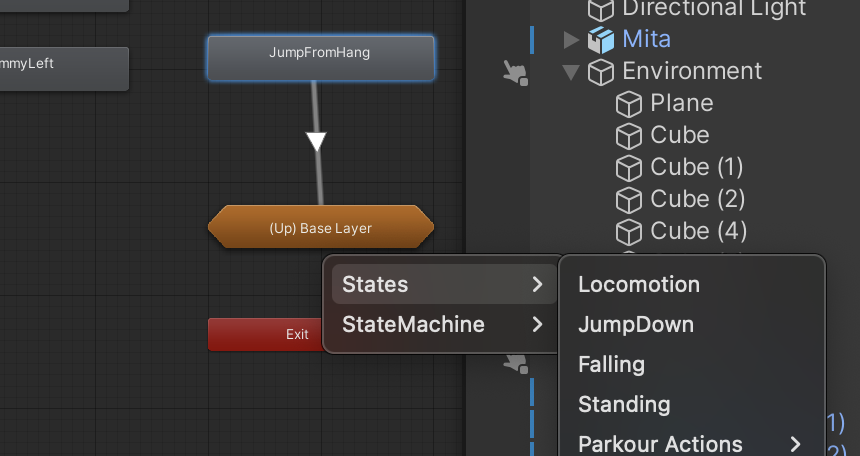 Directional Light
JumpFromHang
Mita
mmyLeft
Environment
Plane
Cube
Cube (1)
Cube (2)
(Up) Base Layer
Cube (4)
States
Locomotion
Exit
StateMachine
JumpDown
Falling
Standing
1)
Parkour Actions
2)